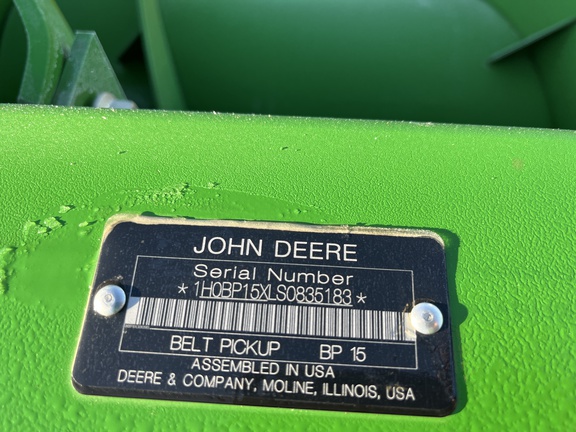 JOHN DEERE
Serial Number
*1H0BP15XLS0835183*
BELT PICKUP BP 15
ASSEMBLED IN USA
DEERE & COMPANY, MOLINE, ILLINOIS, USA